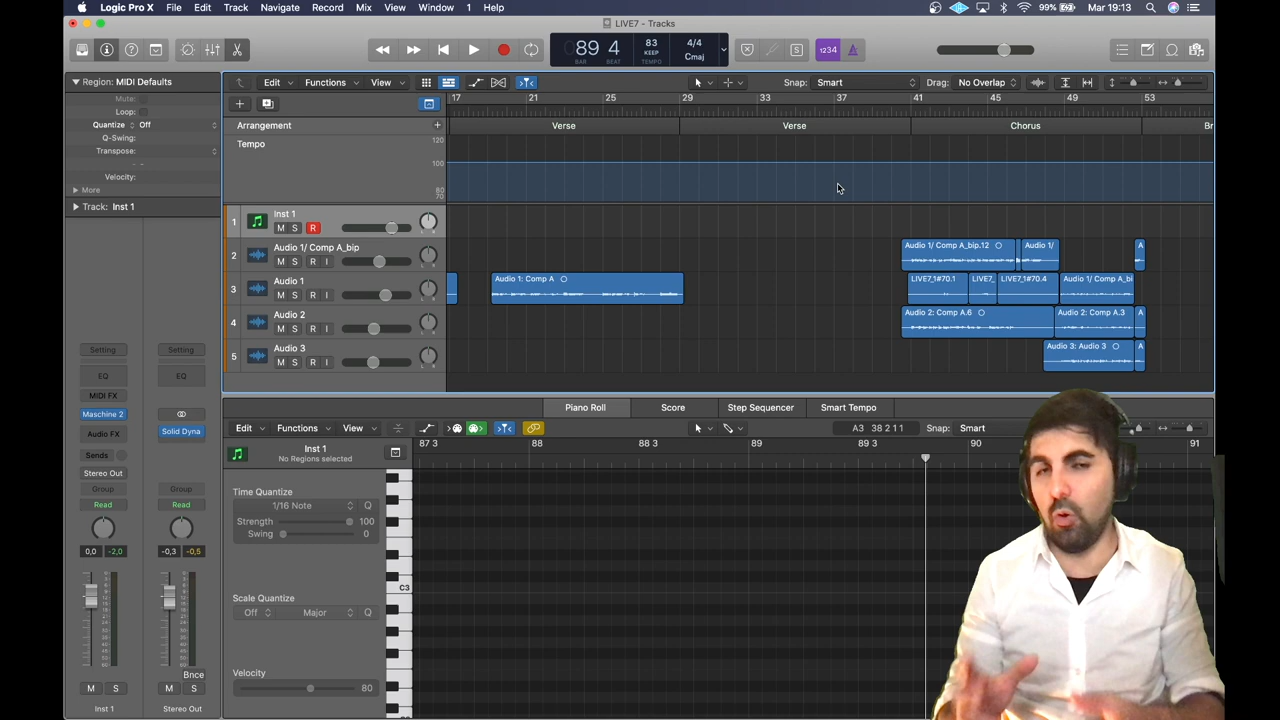 Logic Pro X File Edit Track Navigate Record Mix View Window 1 Help 99% Mar 19:13
LIVE7 - Tracks
89 4 83 4/4
BAR BEAT KEEP TEMPO Cmaj
1234
Region: MIDI Defaults
Mute:
Loop:
Quantize Off
Q-Swing:
Transpose:
Velocity:
More
Track: Inst 1
Edit Functions View Snap: Smart Drag: No Overlap
17 21 25 29 33 37 41 45 49 53
Arrangement Verse Verse Chorus Br
Tempo 120
100
80
70
1 Inst 1
M S R
2 Audio 1/ Comp A_bip Audio 1/ Comp A_bip.12 Audio 1/ A
M S R I
3 Audio 1 Audio 1: Comp A LIVE7_1#70.1 LIVE7_ LIVE7_1#70.4 Audio 1/ Comp A_bi
M S R I
4 Audio 2 Audio 2: Comp A.6 Audio 2: Comp A.3 A
M S R I
5 Audio 3 Audio 3: Audio 3 A
M S R I
Setting Setting
EQ EQ
MIDI FX
Maschine 2
Audio FX Solid Dyna
Sends
Stereo Out
Group Group
Read Read
0,0 -2,0 -0,3 -0,5
Bnce
M S M S
Inst 1 Stereo Out
Piano Roll Score Step Sequencer Smart Tempo
Edit Functions View A3 38 2 1 1 Snap: Smart
87 3 88 88 3 89 89 3 90 91
Inst 1
No Regions selected
Time Quantize
1/16 Note Q
Strength 100
Swing 0
C3
Scale Quantize
Off Major Q
Velocity
80